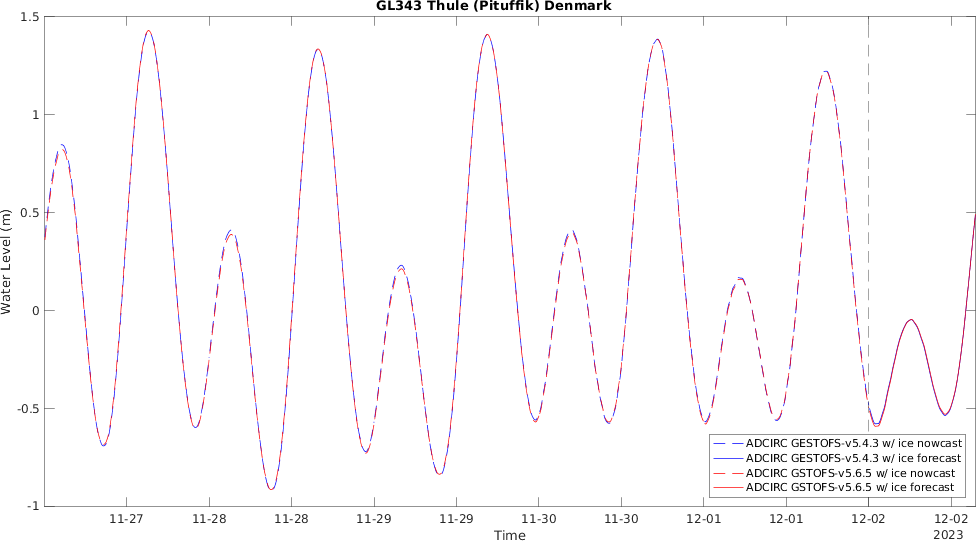 GL343 Thule (Pituffik) Denmark
1.5
1
0.5
0
-0.5
-1
Water Level (m)
ADCIRC GESTOFS-v5.4.3 w/ ice nowcast
ADCIRC GESTOFS-v5.4.3 w/ ice forecast
ADCIRC GSTOFS-v5.6.5 w/ ice nowcast
ADCIRC GSTOFS-v5.6.5 w/ ice forecast
11-27 11-28 11-28 11-29 11-29 11-30 11-30 12-01 12-01 12-02 12-02
Time 2023